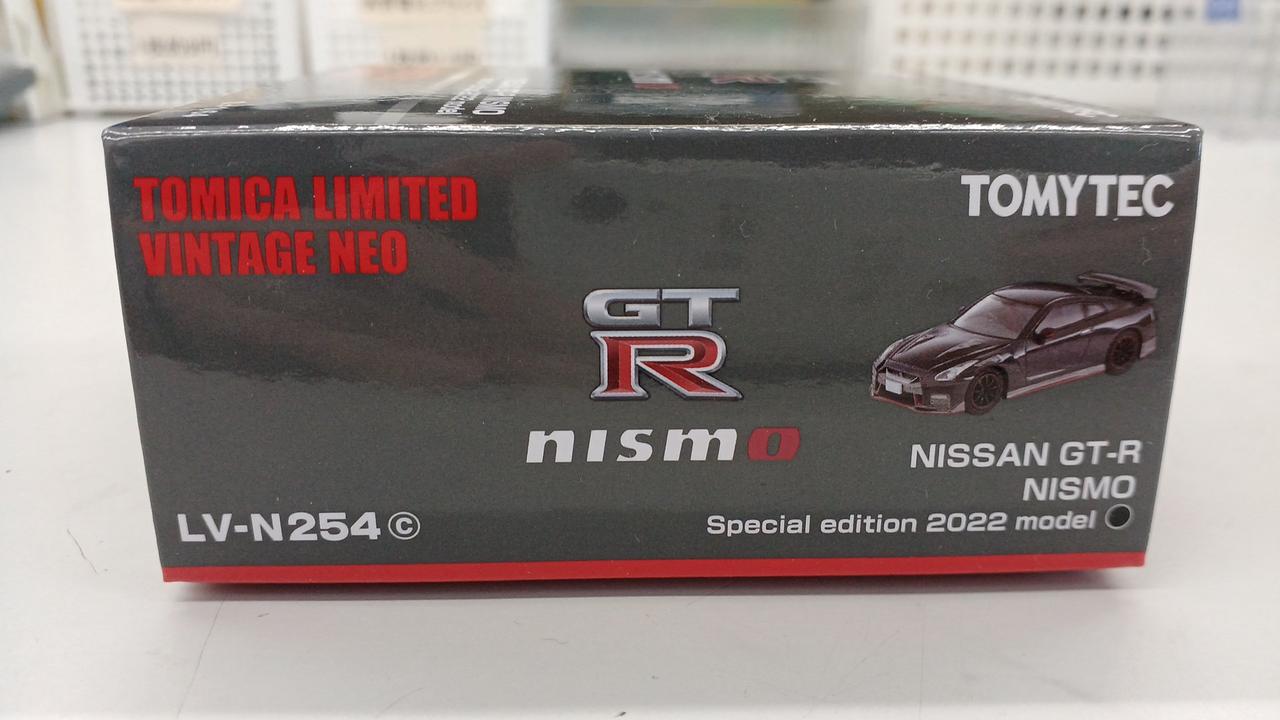 TOMICA LIMITED
VINTAGE NEO
TOMYTEC
GT
R
nismo
NISSAN GT-R
NISMO
Special edition 2022 model
LV-N254 ©